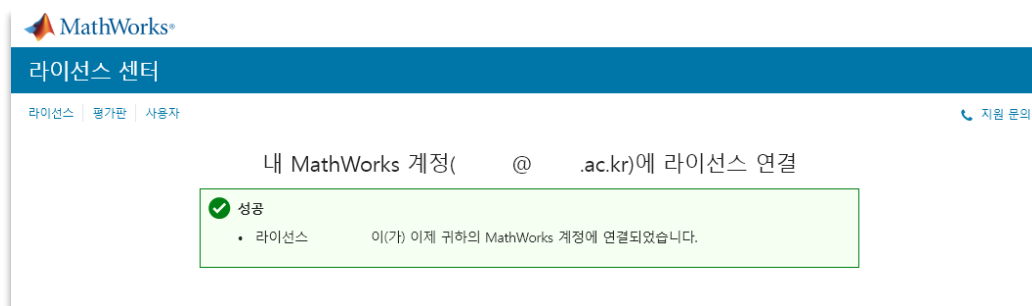 MathWorks®
라이선스 센터
라이선스 평가판 사용자 지원 문의
내 MathWorks 계정( @ .ac.kr)에 라이선스 연결
성공
• 라이선스 이(가) 이제 귀하의 MathWorks 계정에 연결되었습니다.